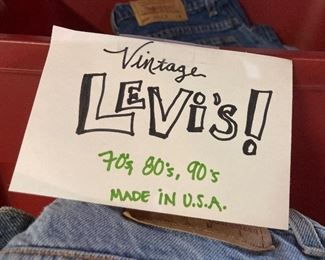 Vintage
LEVi's!
70's, 80's, 90's
MADE IN U.S.A.